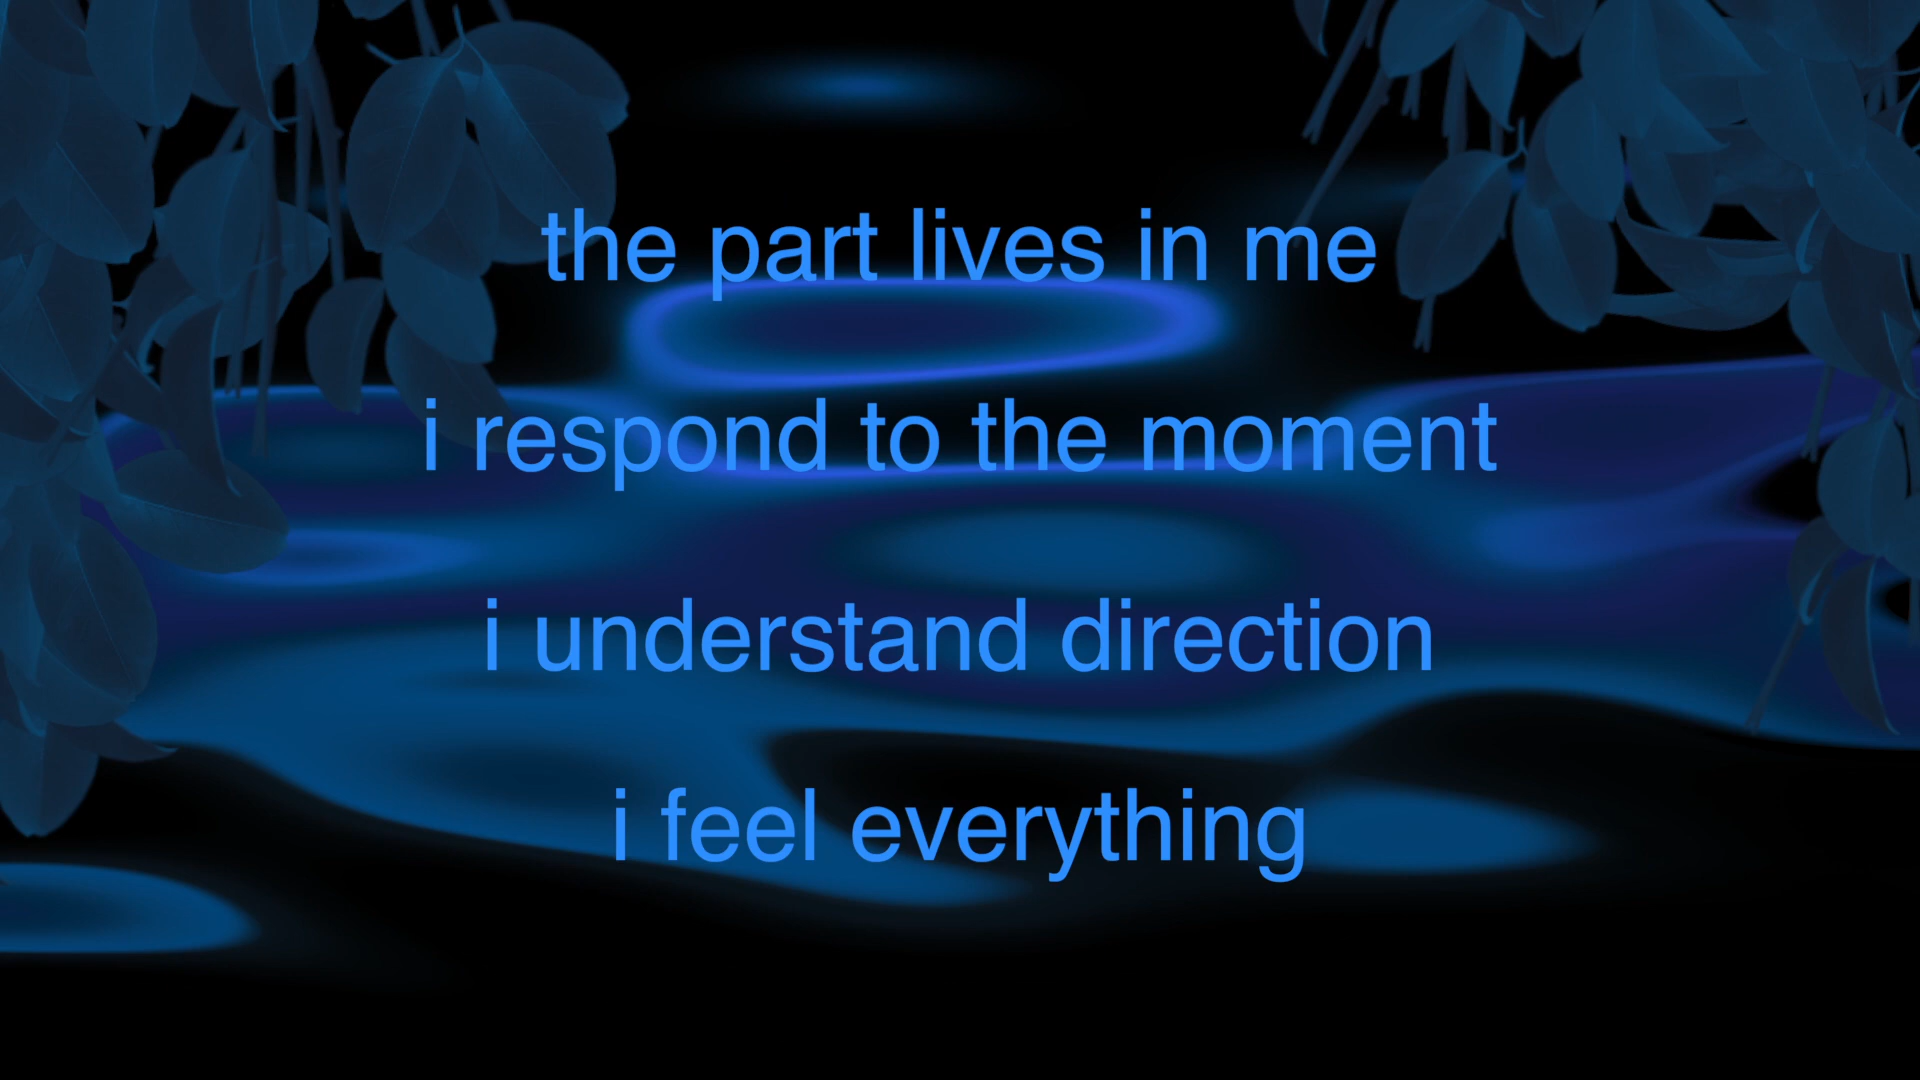 the part lives in me
i respond to the moment
i understand direction
i feel everything